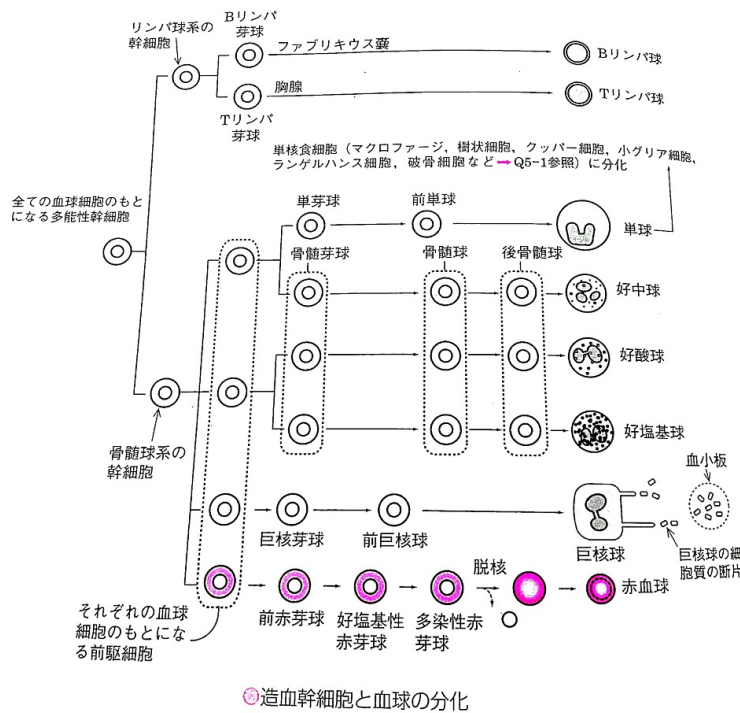 リンパ球系の
幹細胞
Bリンパ
芽球
ファブリキウス嚢
Bリンパ球
胸腺
Tリンパ球
Tリンパ
芽球
単核食細胞（マクロファージ，樹状細胞，クッパー細胞，小グリア細胞，
ランゲルハンス細胞，破骨細胞など➞Q5-1参照）に分化
全ての血球細胞のもと
になる多能性幹細胞
単芽球
前単球
単球
骨髄芽球
骨髄球
後骨髄球
好中球
好酸球
好塩基球
骨髄球系の
幹細胞
血小板
巨核芽球
前巨核球
巨核球
巨核球の細
胞質の断片
脱核
赤血球
前赤芽球
好塩基性
赤芽球
多染性赤
芽球
それぞれの血球
細胞のもとにな
る前駆細胞
造血幹細胞と血球の分化